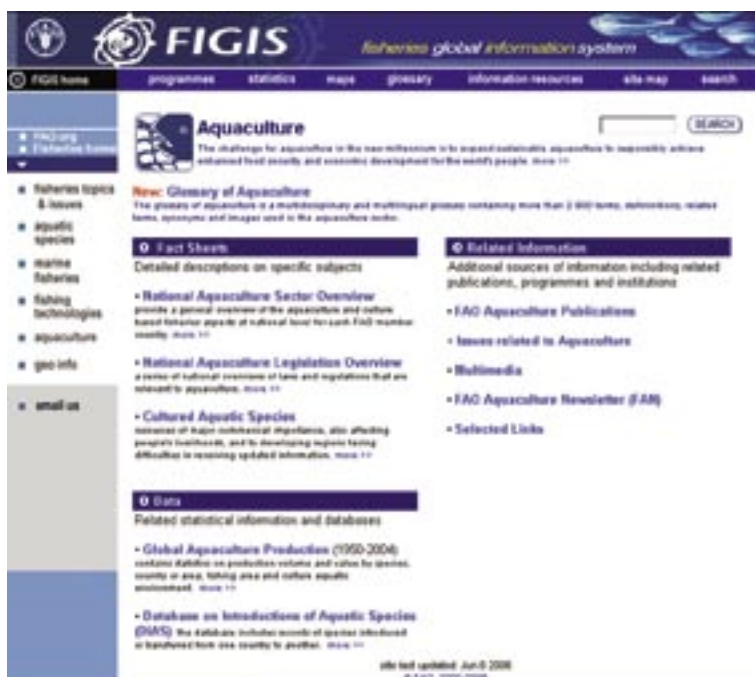 FIGIS
fisheries global information system
FIGIS home
programmes
statistics
maps
glossary
information resources
site map
search
FAO.org
Fisheries home
fisheries topics
& issues
aquatic
species
marine
fisheries
fishing
technologies
aquaculture
geo info
email us
Aquaculture
SEARCH
The challenge for aquaculture in the new millennium is to expand sustainable aquaculture to responsibly achieve
enhanced food security and economic development for the world's people. more >>
New: Glossary of Aquaculture
The glossary of aquaculture is a multidisciplinary and multilingual glossary containing more than 2 600 terms, definitions, related
terms, synonyms and images used in the aquaculture sector.
Fact Sheets
Detailed descriptions on specific subjects
• National Aquaculture Sector Overview
provide a general overview of the aquaculture and culture
based fisheries aspects at national level for each FAO member
country. more >>
• National Aquaculture Legislation Overview
a series of national overviews of laws and regulations that are
relevant to aquaculture. more >>
• Cultured Aquatic Species
of major commercial importance, also affecting
people's livelihoods, and to developing regions facing
difficulties in receiving updated information. more >>
Data
Related statistical information and databases
• Global Aquaculture Production (1950-2004)
contains statistics on production volume and value by species,
country or area, fishing area and culture aquatic
environment. more >>
• Database on Introductions of Aquatic Species
(DIAS) the database includes records of species introduced
or transferred from one country to another. more >>
Related Information
Additional sources of information including related
publications, programmes and institutions
• FAO Aquaculture Publications
• Issues related to Aquaculture
• Multimedia
• FAO Aquaculture Newsletter (FAN)
• Selected Links
site last updated: Jun 8 2006